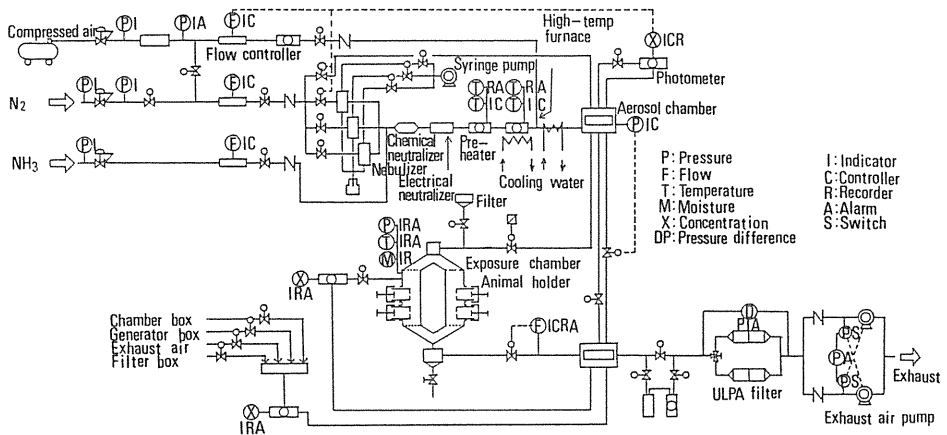 Compressed air
PI
PIA
FIC
Flow controller
High-temp
furnace
XICR
Photometer
N2
PI
PI
FIC
Syringe pump
TRA TRA
TIC TIC
Aerosol chamber
PIC
NH3
PI
FIC
Chemical
neutralizer
Nebulizer
Electrical
neutralizer
Pre-
heater
Cooling water
P: Pressure
F: Flow
T: Temperature
M: Moisture
X: Concentration
DP: Pressure difference
I: Indicator
C: Controller
R: Recorder
A: Alarm
S: Switch
Filter
PIRA
TIRA
MIR
Exposure chamber
Animal holder
X
IRA
Chamber box
Generator box
Exhaust air
Filter box
X
IRA
FICRA
D
PIA
ULPA filter
PS
PA
PS
Exhaust
Exhaust air pump